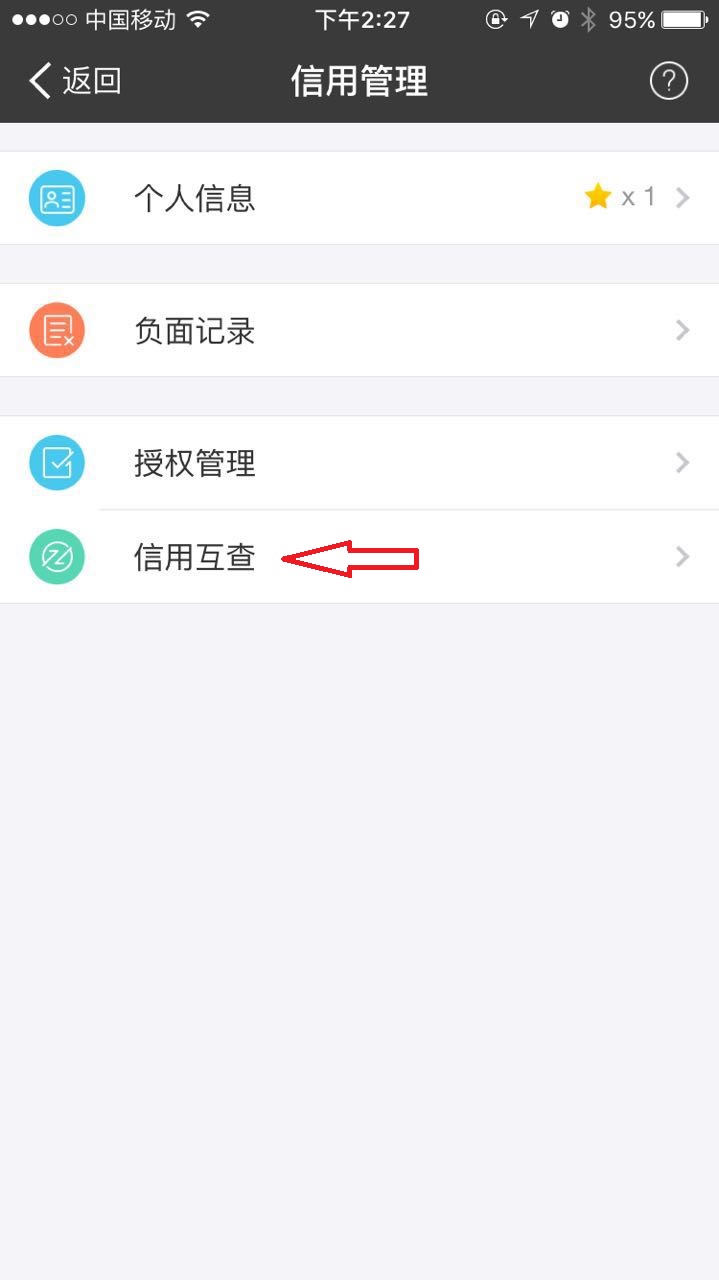 中国移动 下午2:27 95%
返回 信用管理 ?
个人信息 x 1
负面记录
授权管理
信用互查